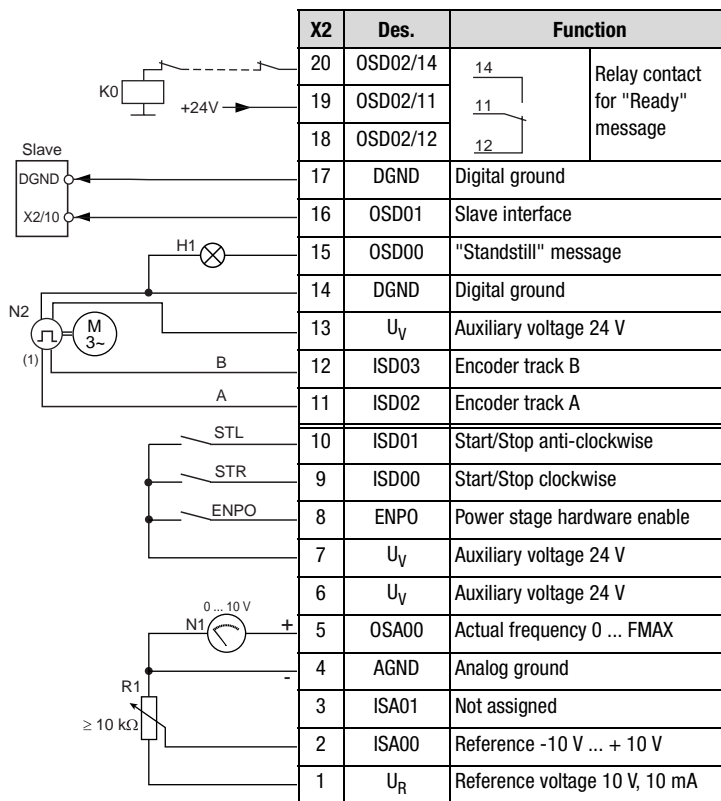 X2 Des. Function
20 OSD02/14 14 Relay contact for "Ready" message
K0
19 OSD02/11 11
+24V
18 OSD02/12 12
Slave
DGND 17 DGND Digital ground
X2/10 16 OSD01 Slave interface
H1 15 OSD00 "Standstill" message
14 DGND Digital ground
N2 M 3~ 13 UV Auxiliary voltage 24 V
(1) B 12 ISD03 Encoder track B
A 11 ISD02 Encoder track A
STL 10 ISD01 Start/Stop anti-clockwise
STR 9 ISD00 Start/Stop clockwise
ENPO 8 ENPO Power stage hardware enable
7 UV Auxiliary voltage 24 V
6 UV Auxiliary voltage 24 V
0 ... 10 V
N1 + 5 OSA00 Actual frequency 0 ... FMAX
- 4 AGND Analog ground
R1 3 ISA01 Not assigned
≥ 10 kΩ 2 ISA00 Reference -10 V ... + 10 V
1 UR Reference voltage 10 V, 10 mA